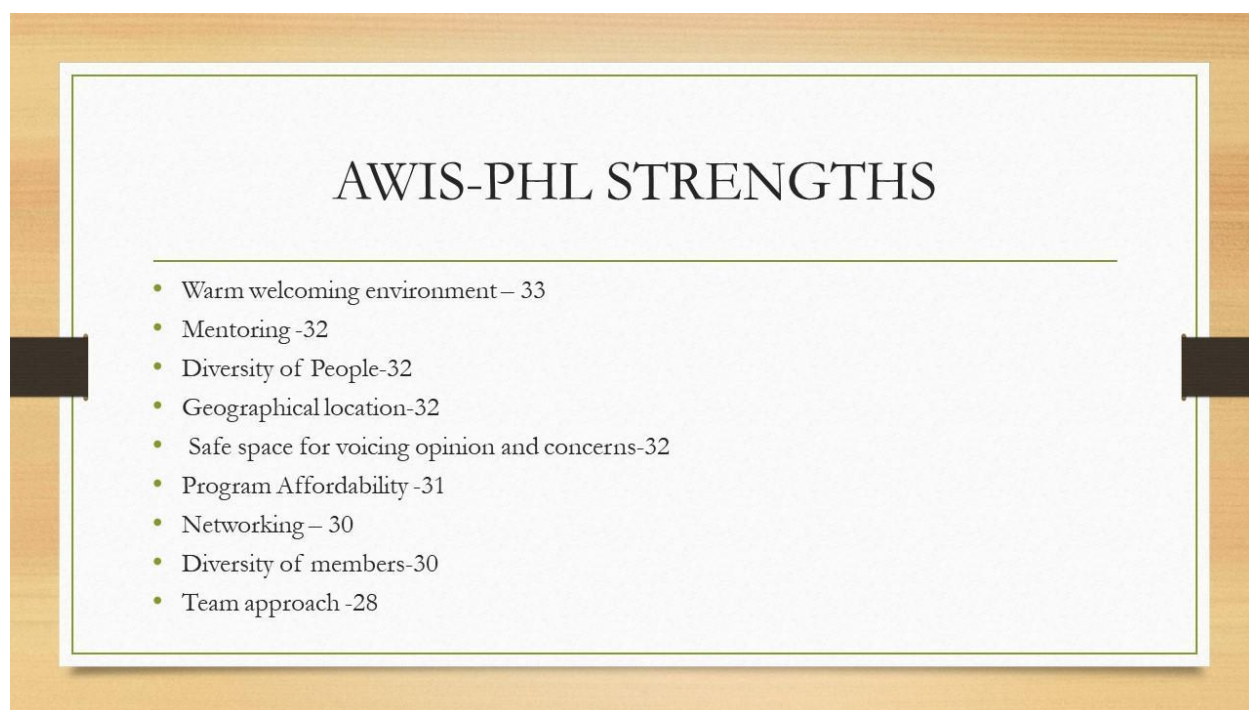 AWIS-PHL STRENGTHS
• Warm welcoming environment – 33
• Mentoring -32
• Diversity of People-32
• Geographical location-32
• Safe space for voicing opinion and concerns-32
• Program Affordability -31
• Networking – 30
• Diversity of members-30
• Team approach -28